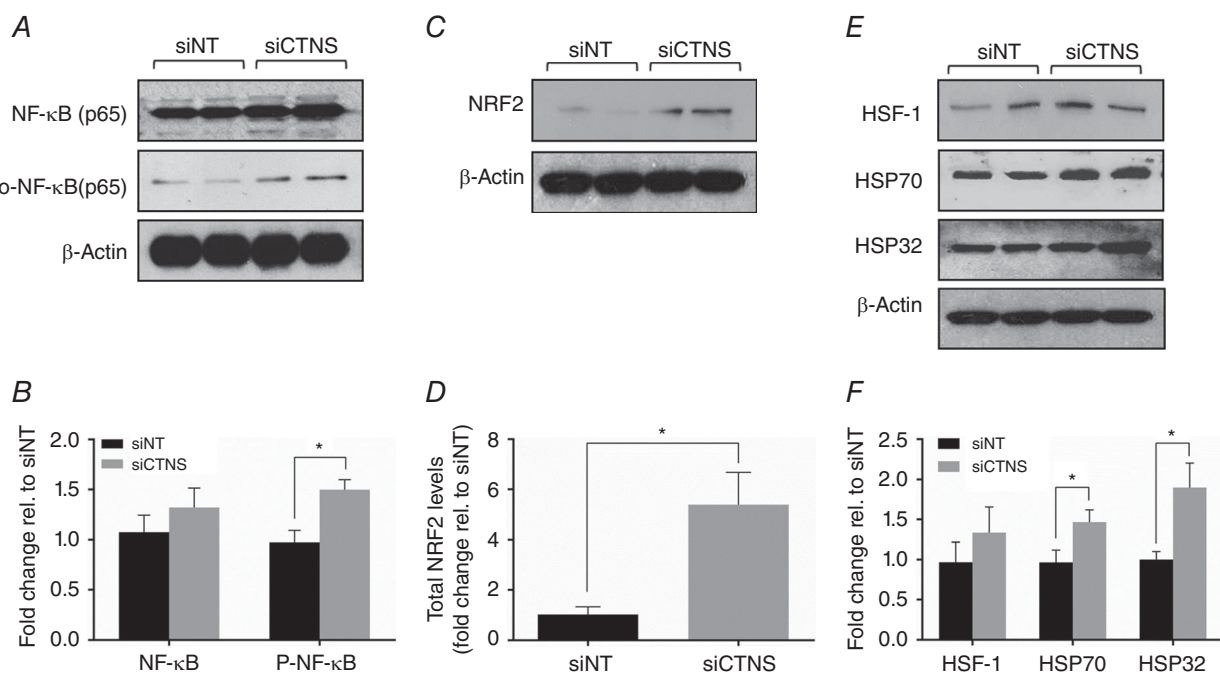 A
siNT siCTNS
NF-κB (p65)
o-NF-κB(p65)
β-Actin
C
siNT siCTNS
NRF2
β-Actin
E
siNT siCTNS
HSF-1
HSP70
HSP32
β-Actin
B
Fold change rel. to siNT
2.0
1.5
1.0
0.5
0.0
siNT
siCTNS
*
NF-κB P-NF-κB
D
Total NRF2 levels
(fold change rel. to siNT)
8
6
4
2
0
*
siNT siCTNS
F
Fold change rel. to siNT
2.5
2.0
1.5
1.0
0.5
0.0
siNT
siCTNS
*
*
HSF-1 HSP70 HSP32